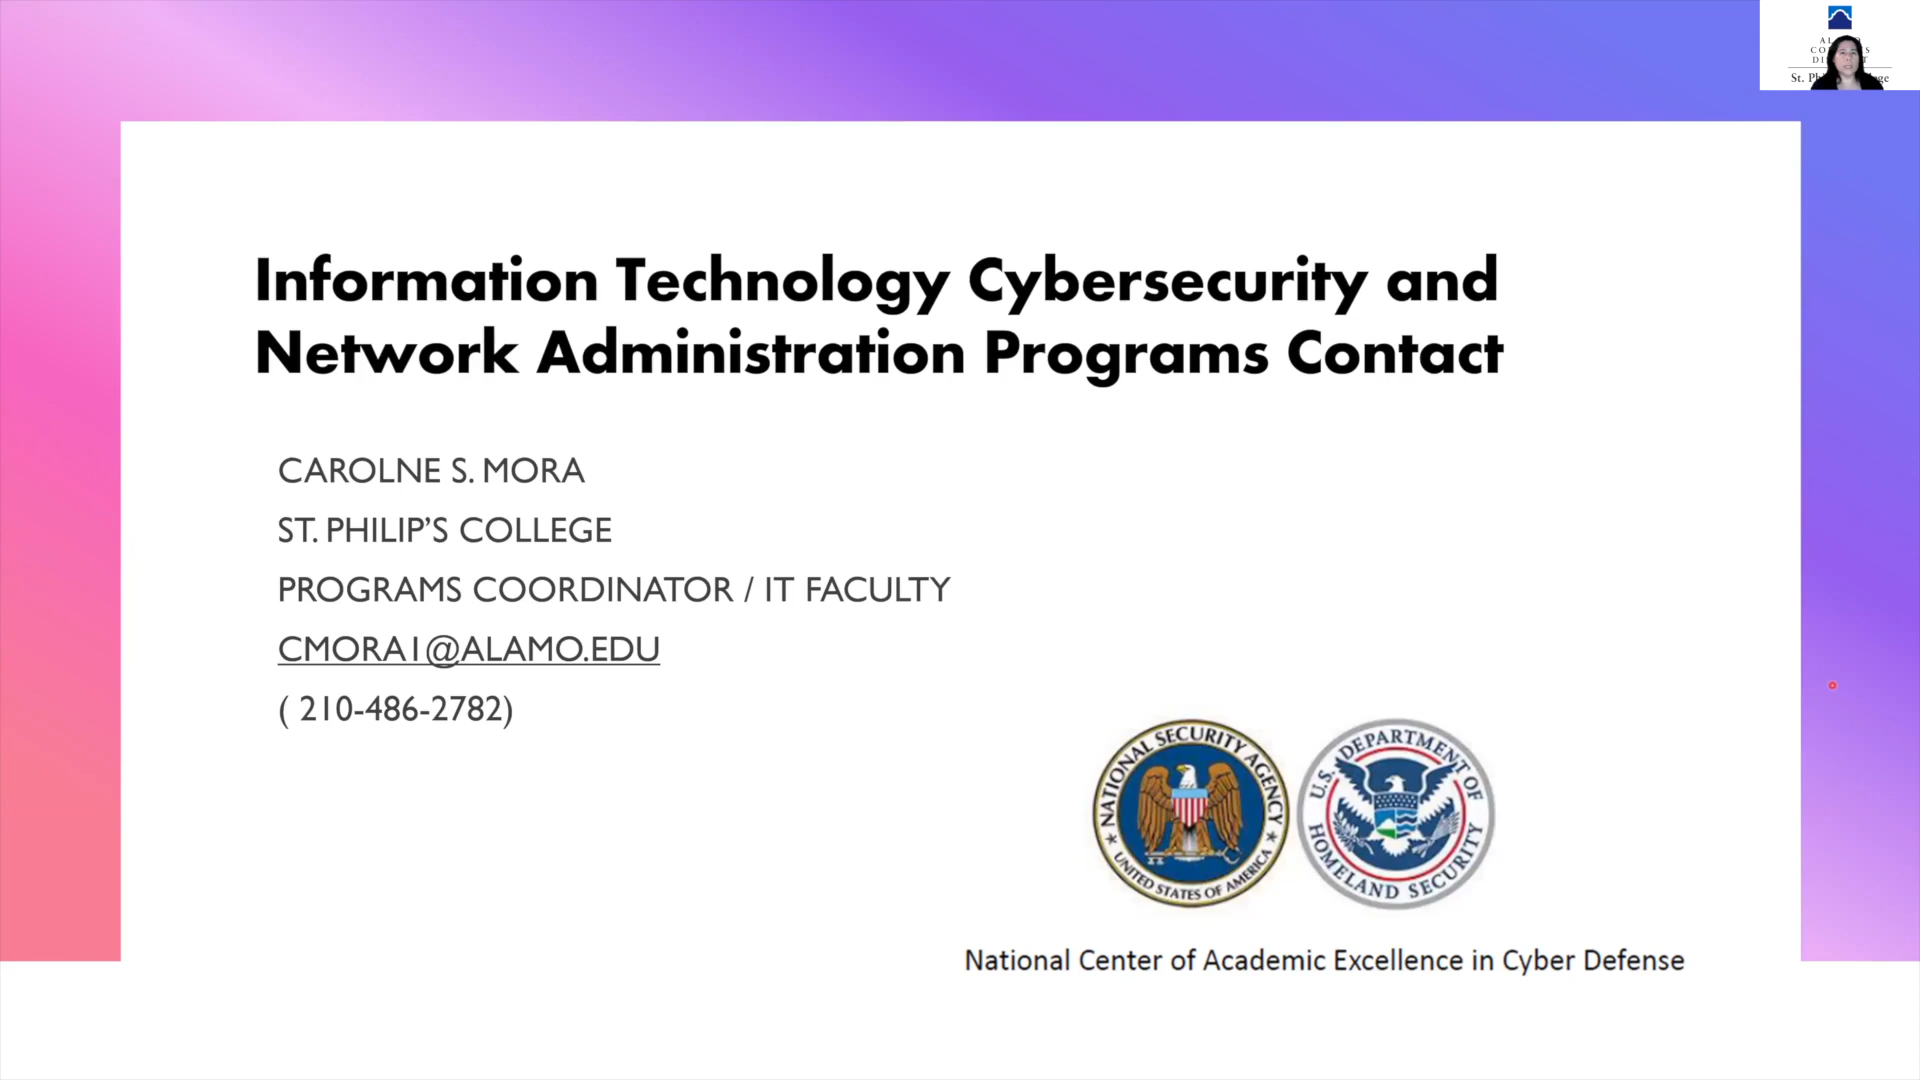 Information Technology Cybersecurity and
Network Administration Programs Contact
CAROLNE S. MORA
ST. PHILIP’S COLLEGE
PROGRAMS COORDINATOR / IT FACULTY
CMORA1@ALAMO.EDU
( 210-486-2782)
NATIONAL SECURITY AGENCY
UNITED STATES OF AMERICA
U.S. DEPARTMENT OF
HOMELAND SECURITY
National Center of Academic Excellence in Cyber Defense